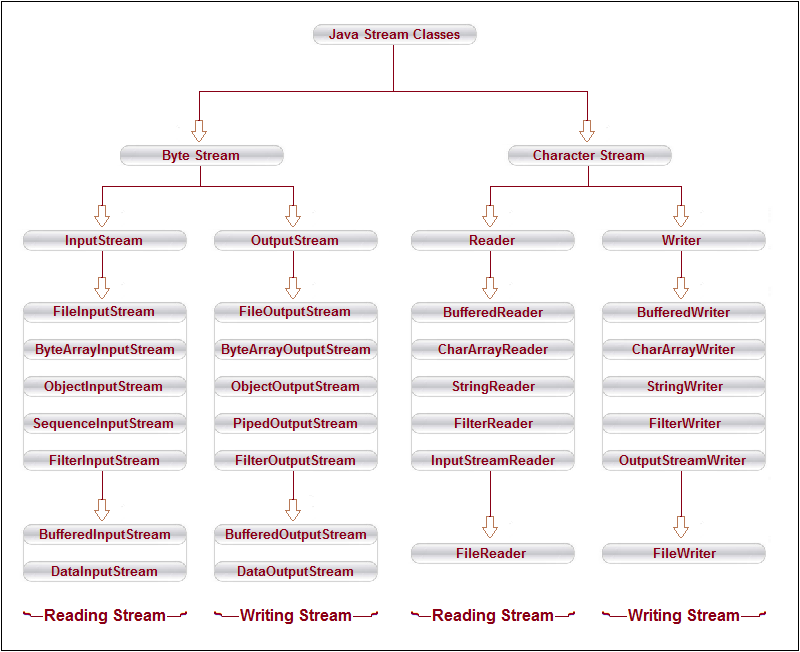 Java Stream Classes
Byte Stream
Character Stream
InputStream
OutputStream
Reader
Writer
FileInputStream
FileOutputStream
BufferedReader
BufferedWriter
ByteArrayInputStream
ByteArrayOutputStream
CharArrayReader
CharArrayWriter
ObjectInputStream
ObjectOutputStream
StringReader
StringWriter
SequenceInputStream
PipedOutputStream
FilterReader
FilterWriter
FilterInputStream
FilterOutputStream
InputStreamReader
OutputStreamWriter
BufferedInputStream
BufferedOutputStream
FileReader
FileWriter
DataInputStream
DataOutputStream
Reading Stream
Writing Stream
Reading Stream
Writing Stream